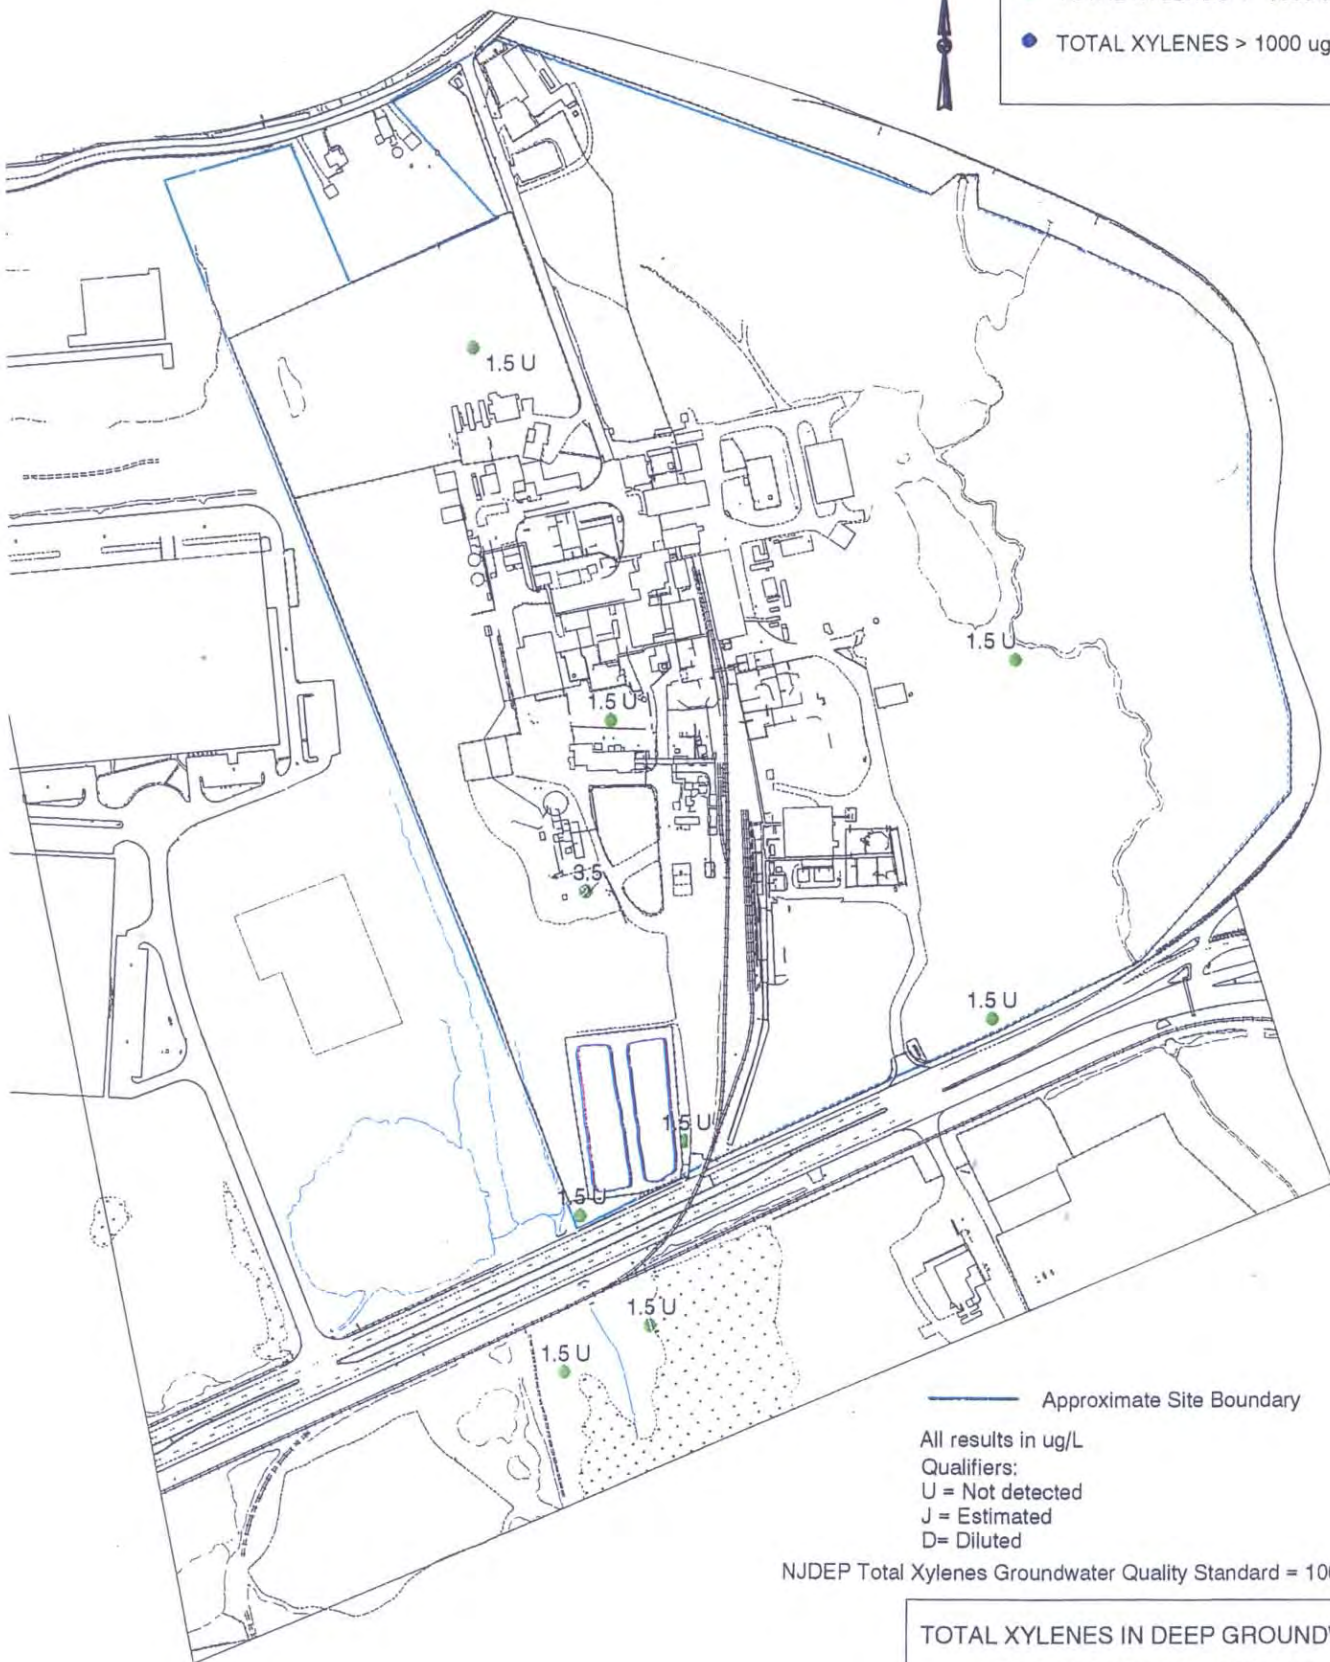 TOTAL XYLENES > 1000 ug
1.5 U
1.5 U
1.5 U
3.5
1.5 U
1.5 U
1.5 U
1.5 U
1.5 U
Approximate Site Boundary
All results in ug/L
Qualifiers:
U = Not detected
J = Estimated
D= Diluted
NJDEP Total Xylenes Groundwater Quality Standard = 100
TOTAL XYLENES IN DEEP